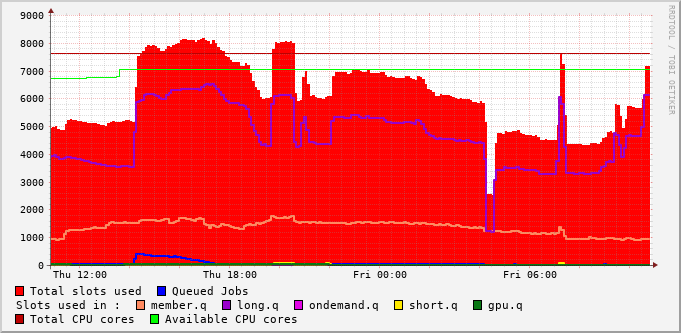 9000
8000
7000
6000
5000
4000
3000
2000
1000
0
Thu 12:00 Thu 18:00 Fri 00:00 Fri 06:00
RRDTOOL / TOBI OETIKER
Total slots used Queued Jobs
Slots used in : member.q long.q ondemand.q short.q gpu.q
Total CPU cores Available CPU cores